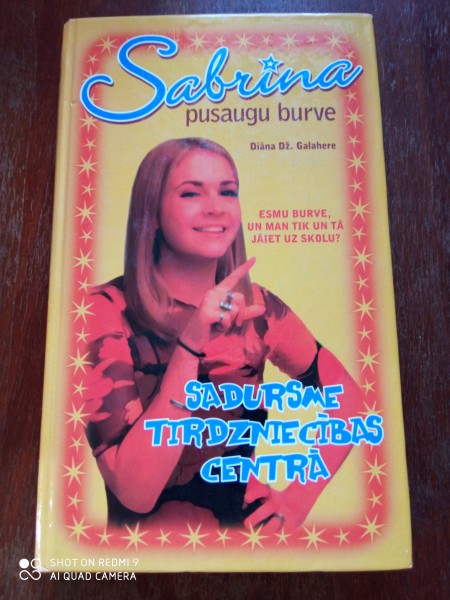 Sabrina
pusaugu burve
Diāna Dž. Galahere
ESMU BURVE,
UN MAN TIK UN TĀ
JĀIET UZ SKOLU?
SADURSME
TIRDZNIECĪBAS
CENTRĀ
SHOT ON REDMI 9
AI QUAD CAMERA